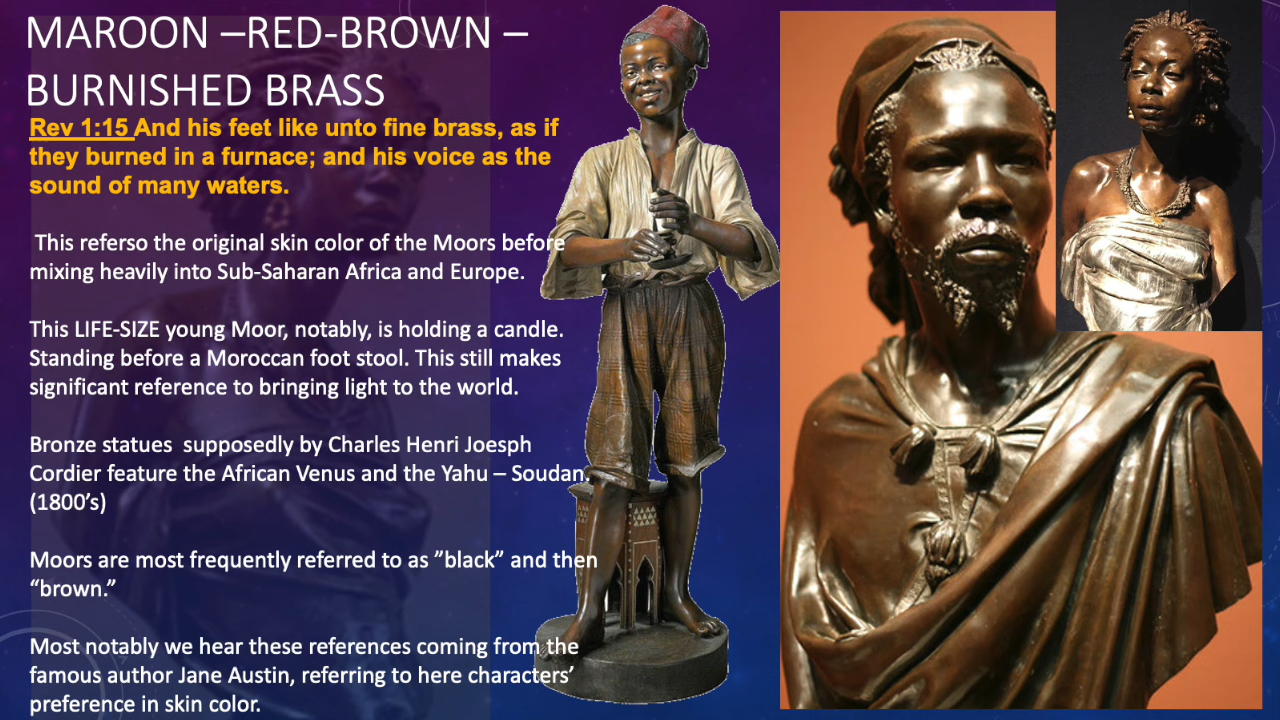 MAROON –RED-BROWN –
BURNISHED BRASS
Rev 1:15 And his feet like unto fine brass, as if
they burned in a furnace; and his voice as the
sound of many waters.
This referso the original skin color of the Moors before
mixing heavily into Sub-Saharan Africa and Europe.
This LIFE-SIZE young Moor, notably, is holding a candle.
Standing before a Moroccan foot stool. This still makes
significant reference to bringing light to the world.
Bronze statues supposedly by Charles Henri Joesph
Cordier feature the African Venus and the Yahu – Soudan.
(1800’s)
Moors are most frequently referred to as ”black” and then
“brown.”
Most notably we hear these references coming from the
famous author Jane Austin, referring to here characters’
preference in skin color.